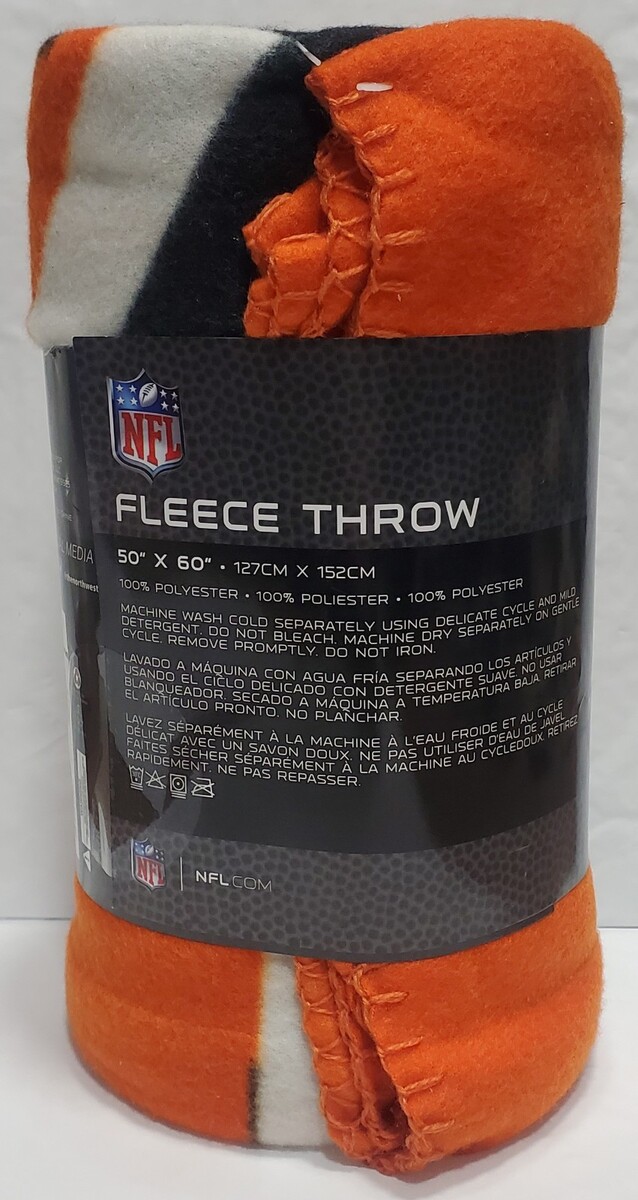 NFL
FLEECE THROW
50" X 60" • 127CM X 152CM
100% POLYESTER • 100% POLIESTER • 100% POLYESTER
MACHINE WASH COLD SEPARATELY USING DELICATE CYCLE AND MILD
DETERGENT. DO NOT BLEACH. MACHINE DRY SEPARATELY ON GENTLE
CYCLE. REMOVE PROMPTLY. DO NOT IRON.
LAVADO A MÁQUINA CON AGUA FRÍA SEPARANDO LOS ARTÍCULOS Y
USANDO EL CICLO DELICADO CON DETERGENTE SUAVE. NO USAR
BLANQUEADOR. SECADO A MÁQUINA A TEMPERATURA BAJA. RETIRAR
EL ARTÍCULO PRONTO. NO PLANCHAR.
LAVEZ SÉPARÉMENT À LA MACHINE À L'EAU FROIDE ET AU CYCLE
DÉLICAT AVEC UN SAVON DOUX. NE PAS UTILISER D'EAU DE JAVEL.
FAITES SÉCHER SÉPARÉMENT À LA MACHINE AU CYCLEDOUX. RETIREZ
RAPIDEMENT. NE PAS REPASSER.
NFL | NFL.COM
MEDIA
thenorthwest